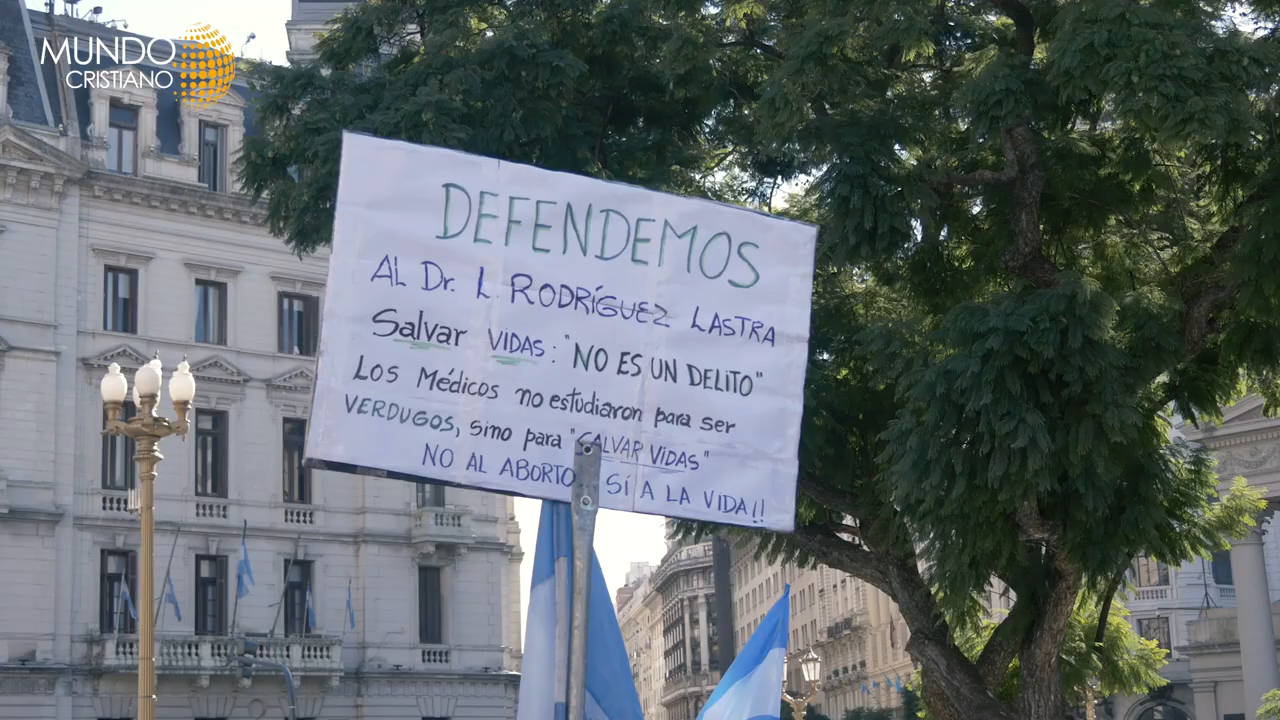 MUNDO
CRISTIANO
DEFENDEMOS
AL Dr. L. RODRÍGUEZ LASTRA
Salvar VIDAS: "NO ES UN DELITO"
LOS Médicos no estudiaron para ser
VERDUGOS, sino para "SALVAR VIDAS"
NO AL ABORTO SÍ A LA VIDA!!